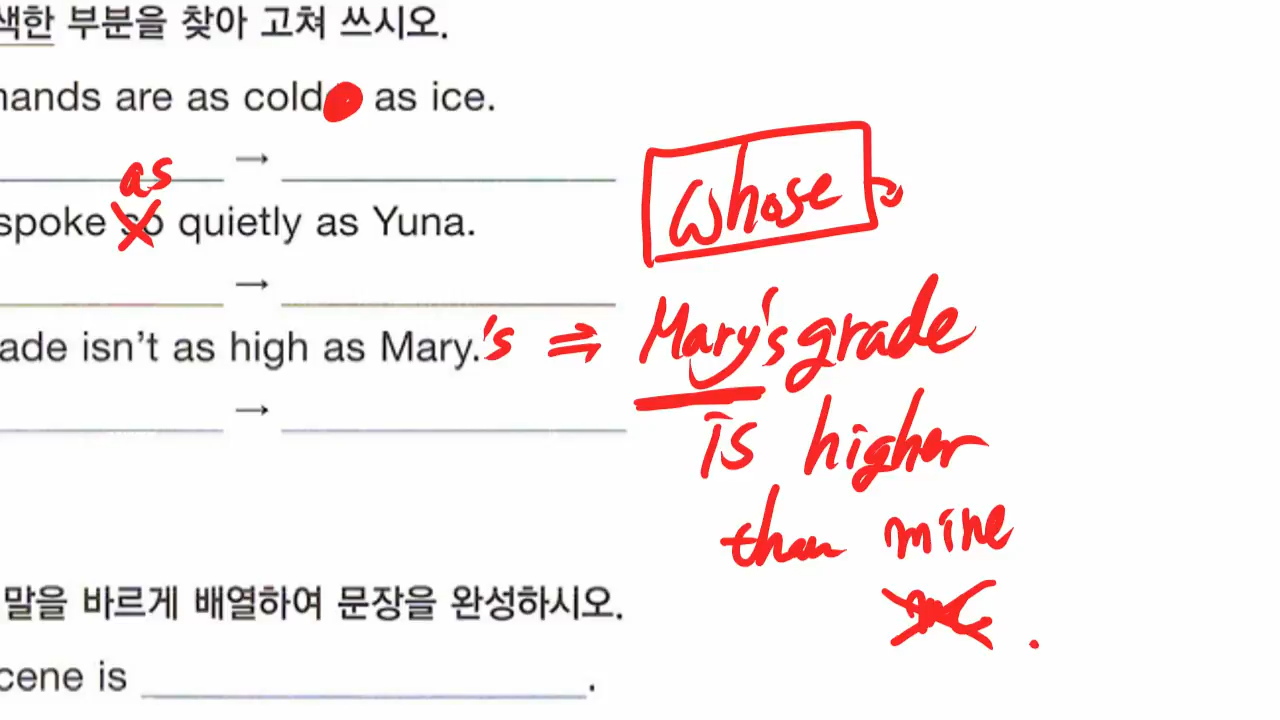 색한 부분을 찾아 고쳐 쓰시오.
hands are as cold as ice.
→
as
spoke so quietly as Yuna.
whose
→
ade isn't as high as Mary.'s ⇒ Mary's grade
→
is higher
than mine
말을 바르게 배열하여 문장을 완성하시오.
cene is .